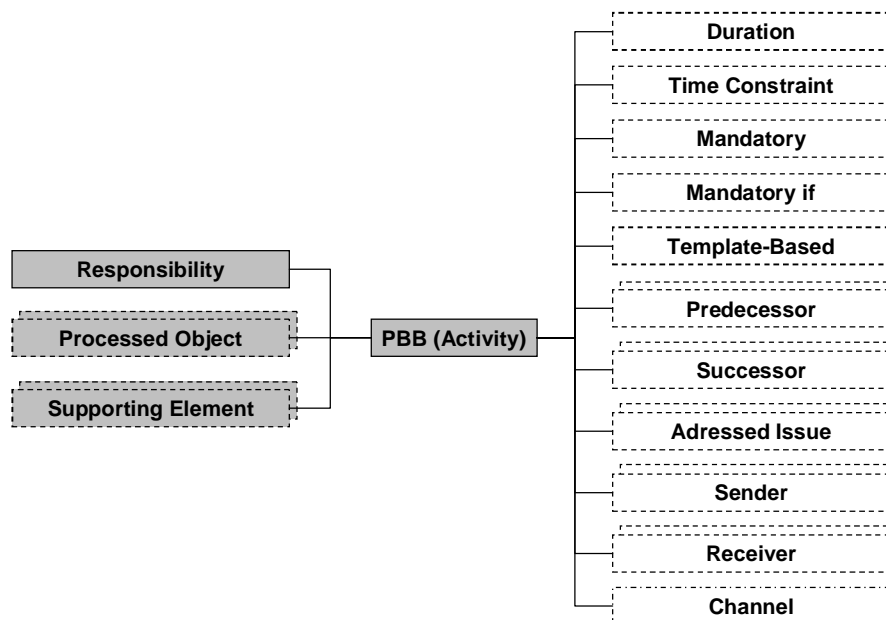 Responsibility
Processed Object
Supporting Element
PBB (Activity)
Duration
Time Constraint
Mandatory
Mandatory if
Template-Based
Predecessor
Successor
Adressed Issue
Sender
Receiver
Channel